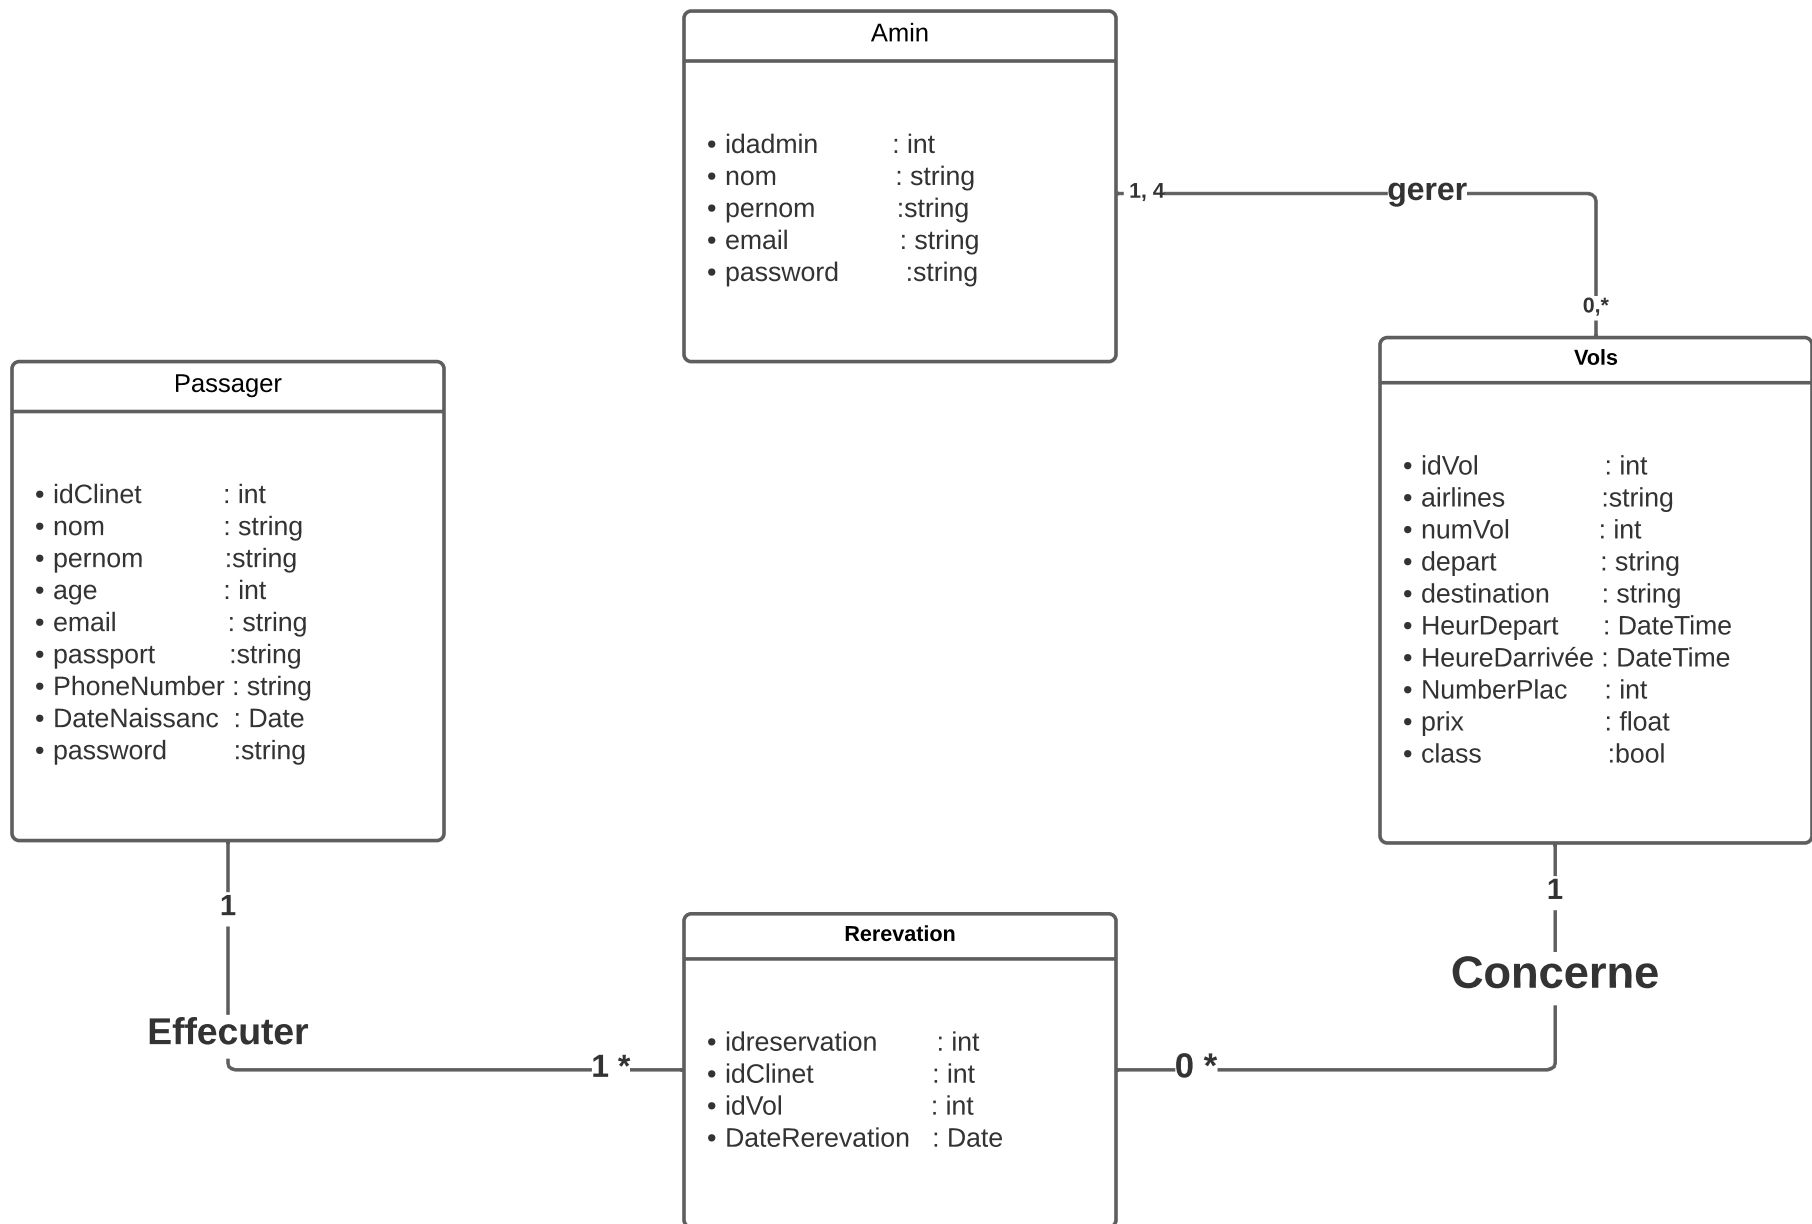 Amin
• idadmin : int
• nom : string
• pernom :string
• email : string
• password :string
1, 4
gerer
0,*
Passager
• idClinet : int
• nom : string
• pernom :string
• age : int
• email : string
• passport :string
• PhoneNumber : string
• DateNaissanc : Date
• password :string
Vols
• idVol : int
• airlines :string
• numVol : int
• depart : string
• destination : string
• HeurDepart : DateTime
• HeureDarrivée : DateTime
• NumberPlac : int
• prix : float
• class :bool
1
Effecuter
1 *
Rerevation
• idreservation : int
• idClinet : int
• idVol : int
• DateRerevation : Date
1
Concerne
0 *